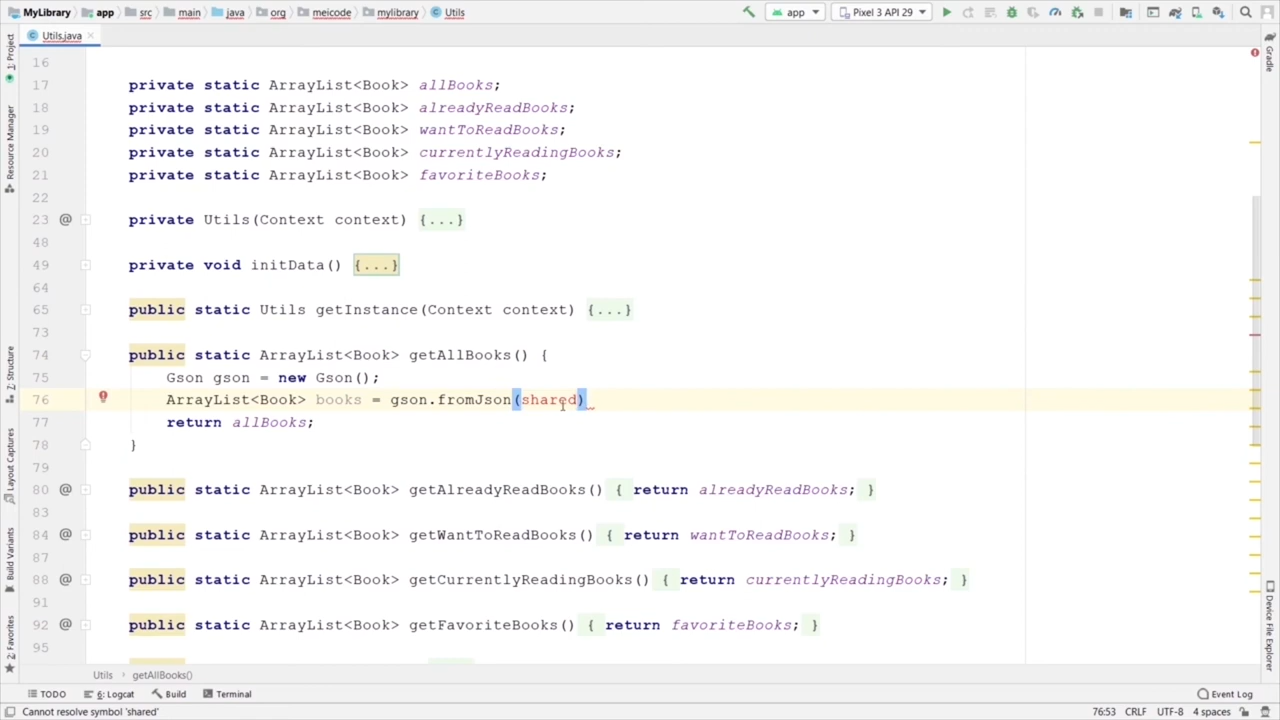 MyLibrary app src main java org meicode mylibrary Utils app Pixel 3 API 29
Utils.java
16
17 private static ArrayList<Book> allBooks;
18 private static ArrayList<Book> alreadyReadBooks;
19 private static ArrayList<Book> wantToReadBooks;
20 private static ArrayList<Book> currentlyReadingBooks;
21 private static ArrayList<Book> favoriteBooks;
22
23 @ private Utils(Context context) {...}
48
49 private void initData() {...}
64
65 public static Utils getInstance(Context context) {...}
73
74 public static ArrayList<Book> getAllBooks() {
75 Gson gson = new Gson();
76 ArrayList<Book> books = gson.fromJson(shared)
77 return allBooks;
78 }
79
80 @ public static ArrayList<Book> getAlreadyReadBooks() { return alreadyReadBooks; }
83
84 @ public static ArrayList<Book> getWantToReadBooks() { return wantToReadBooks; }
87
88 @ public static ArrayList<Book> getCurrentlyReadingBooks() { return currentlyReadingBooks; }
91
92 @ public static ArrayList<Book> getFavoriteBooks() { return favoriteBooks; }
95
Utils getAllBooks()
TODO 6: Logcat Build Terminal Event Log
Cannot resolve symbol 'shared' 76:53 CRLF UTF-8 4 spaces
1: Project
Resource Manager
7: Structure
Layout Captures
Build Variants
2: Favorites
Gradle
Device File Explorer